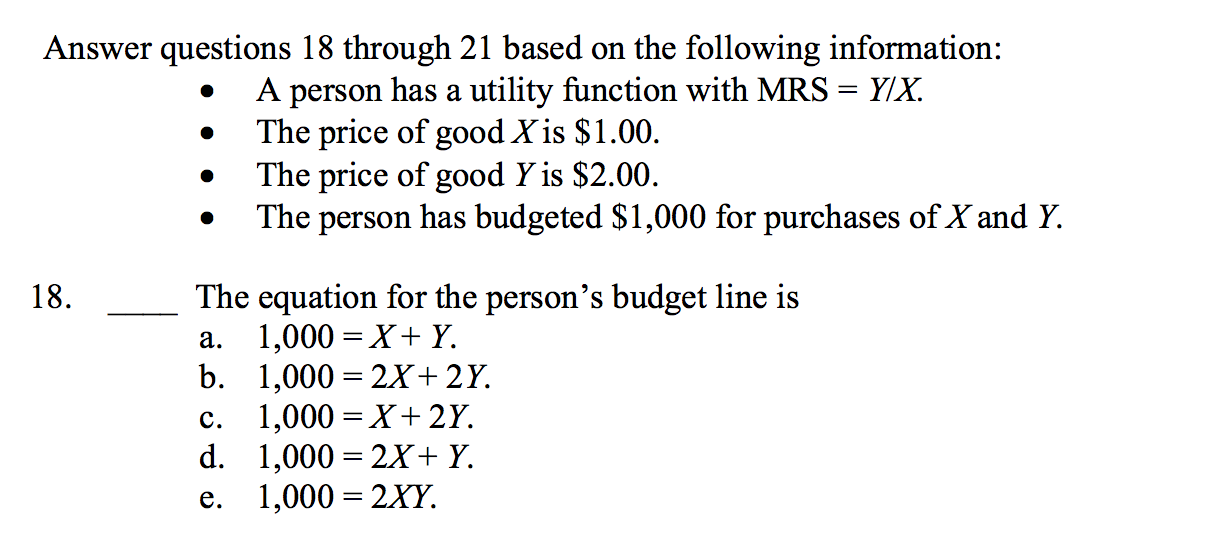 Answer questions 18 through 21 based on the following information:
• A person has a utility function with MRS = Y/X.
• The price of good X is $1.00.
• The price of good Y is $2.00.
• The person has budgeted $1,000 for purchases of X and Y.
18. ____ The equation for the person’s budget line is
a. 1,000 = X + Y.
b. 1,000 = 2X + 2Y.
c. 1,000 = X + 2Y.
d. 1,000 = 2X + Y.
e. 1,000 = 2XY.